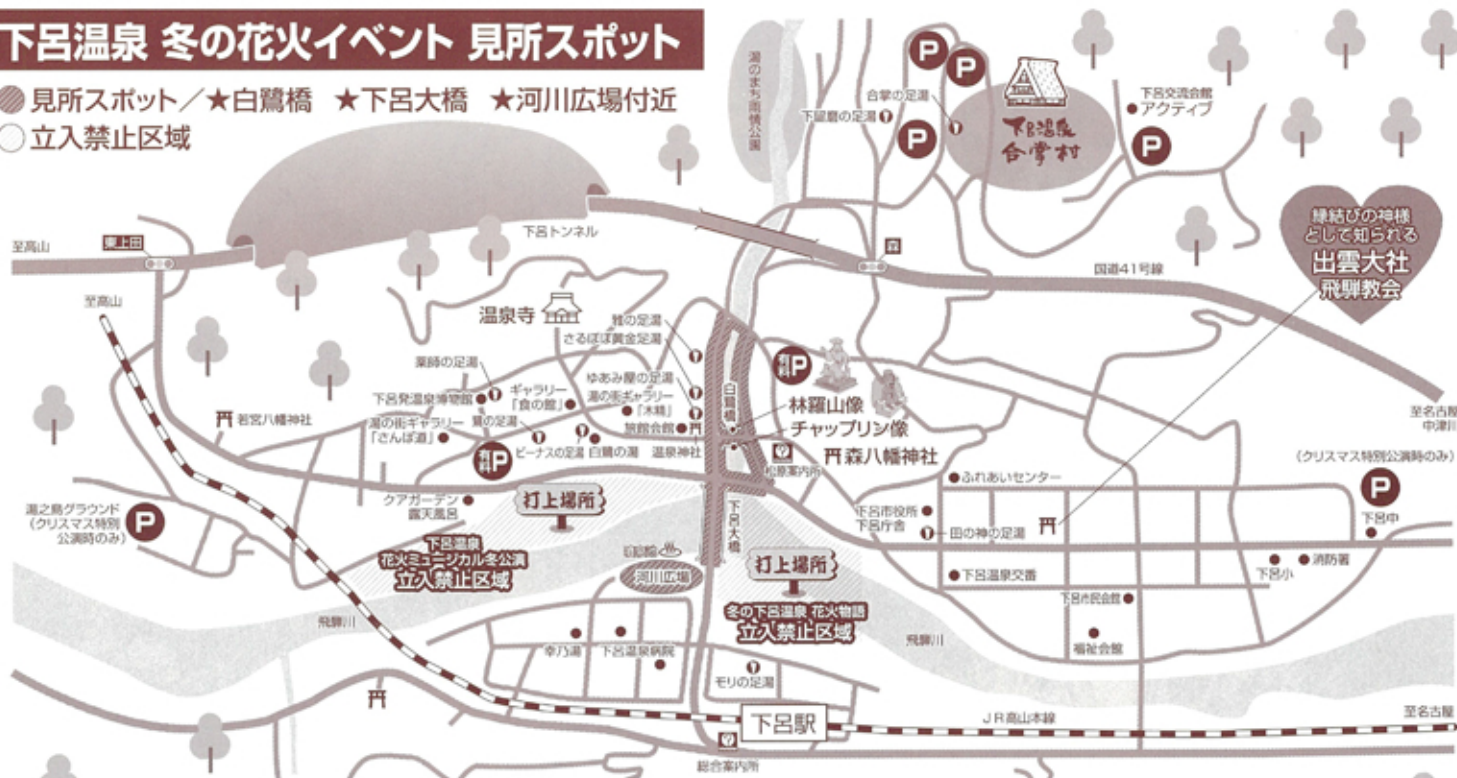 下呂温泉 冬の花火イベント 見所スポット
見所スポット/★白鷺橋 ★下呂大橋 ★河川広場付近
立入禁止区域
湯のまち雨情公園
P
P
P
合掌の足湯
下呂温泉
合掌村
下呂交流会館
アクティブ
P
縁結びの神様
として知られる
出雲大社
飛騨教会
至高山
東上田
下呂トンネル
森
国道41号線
至高山
温泉寺
雅の足湯
さるぼぼ黄金足湯
薬師の足湯
ゆあみ屋の足湯
下呂発温泉博物館
ギャラリー
「食の館」
湯の街ギャラリー
「木精」
若宮八幡神社
湯の街ギャラリー
「さんぽ道」
鷺の足湯
旅館会館
有料P
ビーナスの足湯
白鷺の湯
温泉神社
白鷺橋
有料P
林羅山像
チャップリン像
森八幡神社
松原案内所
至名古屋
中津川
(クリスマス特別公演時のみ)
P
下呂中
湯之島グラウンド
(クリスマス特別
公演時のみ)
P
クアガーデン
露天風呂
打上場所
下呂温泉
花火ミュージカル冬公演
立入禁止区域
下呂大橋
河川広場
打上場所
冬の下呂温泉 花火物語
立入禁止区域
ふれあいセンター
下呂市役所
下呂庁舎
田の神の足湯
下呂温泉交番
下呂小
消防署
下呂市民会館
福祉会館
飛騨川
飛騨川
幸乃湯
下呂温泉病院
モリの足湯
下呂駅
JR高山本線
至名古屋
総合案内所